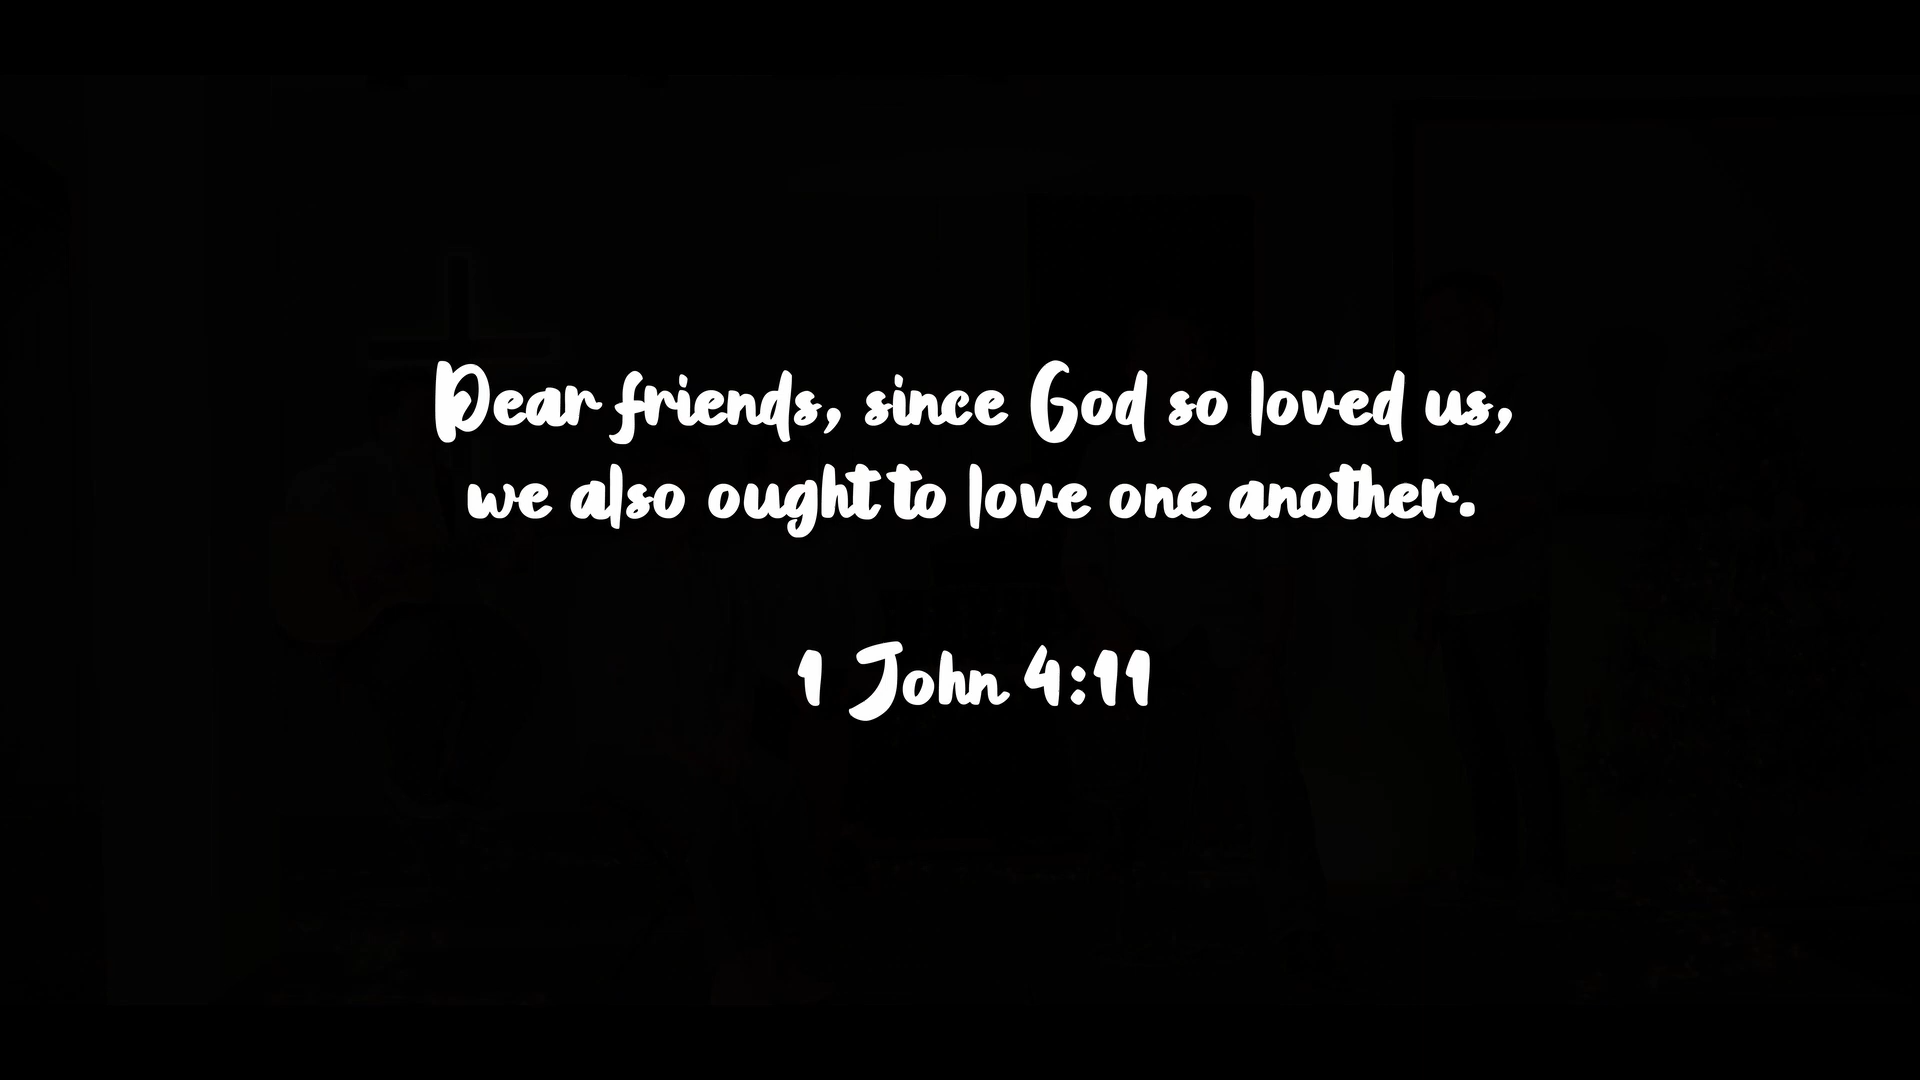 Dear friends, since God so loved us,
we also ought to love one another.
1 John 4:11